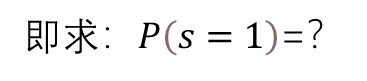 即求：P(s = 1)=?